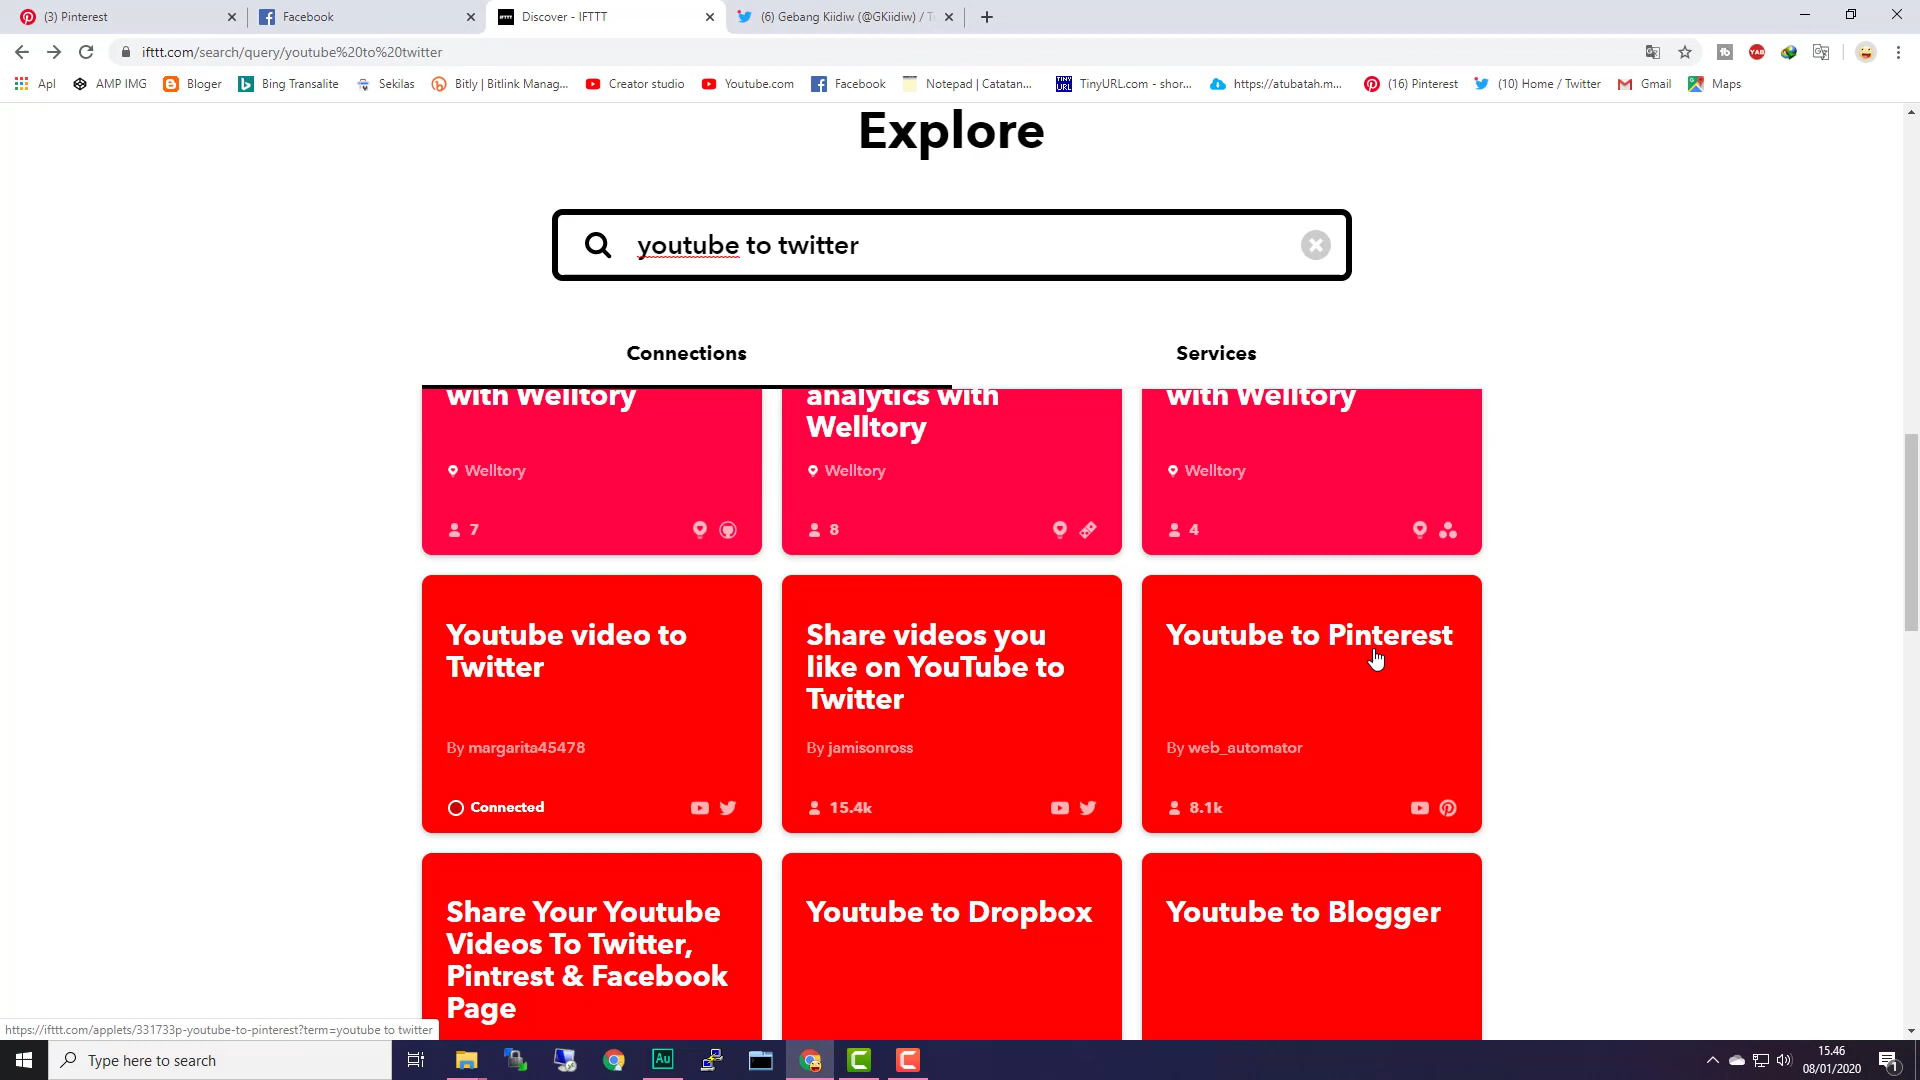 (3) Pinterest
Facebook
Discover - IFTTT
(6) Gebang Kiidiw (@GKiidiw) /
ifttt.com/search/query/youtube%20to%20twitter
Apl
AMP IMG
Bloger
Bing Transalite
Sekilas
Bitly | Bitlink Manag...
Creator studio
Youtube.com
Facebook
Notepad | Catatan...
TinyURL.com - shor...
https://atubatah.m...
(16) Pinterest
(10) Home / Twitter
Gmail
Maps
Explore
youtube to twitter
Connections
Services
with Welltory
analytics with
Welltory
with Welltory
Welltory
Welltory
Welltory
7
8
4
Youtube video to
Twitter
By margarita45478
Connected
Share videos you
like on YouTube to
Twitter
By jamisonross
15.4k
Youtube to Pinterest
By web_automator
8.1k
Share Your Youtube
Videos To Twitter,
Pintrest & Facebook
Page
Youtube to Dropbox
Youtube to Blogger
https://ifttt.com/applets/331733p-youtube-to-pinterest?term=youtube to twitter
Type here to search
Au
15.46
08/01/2020
1